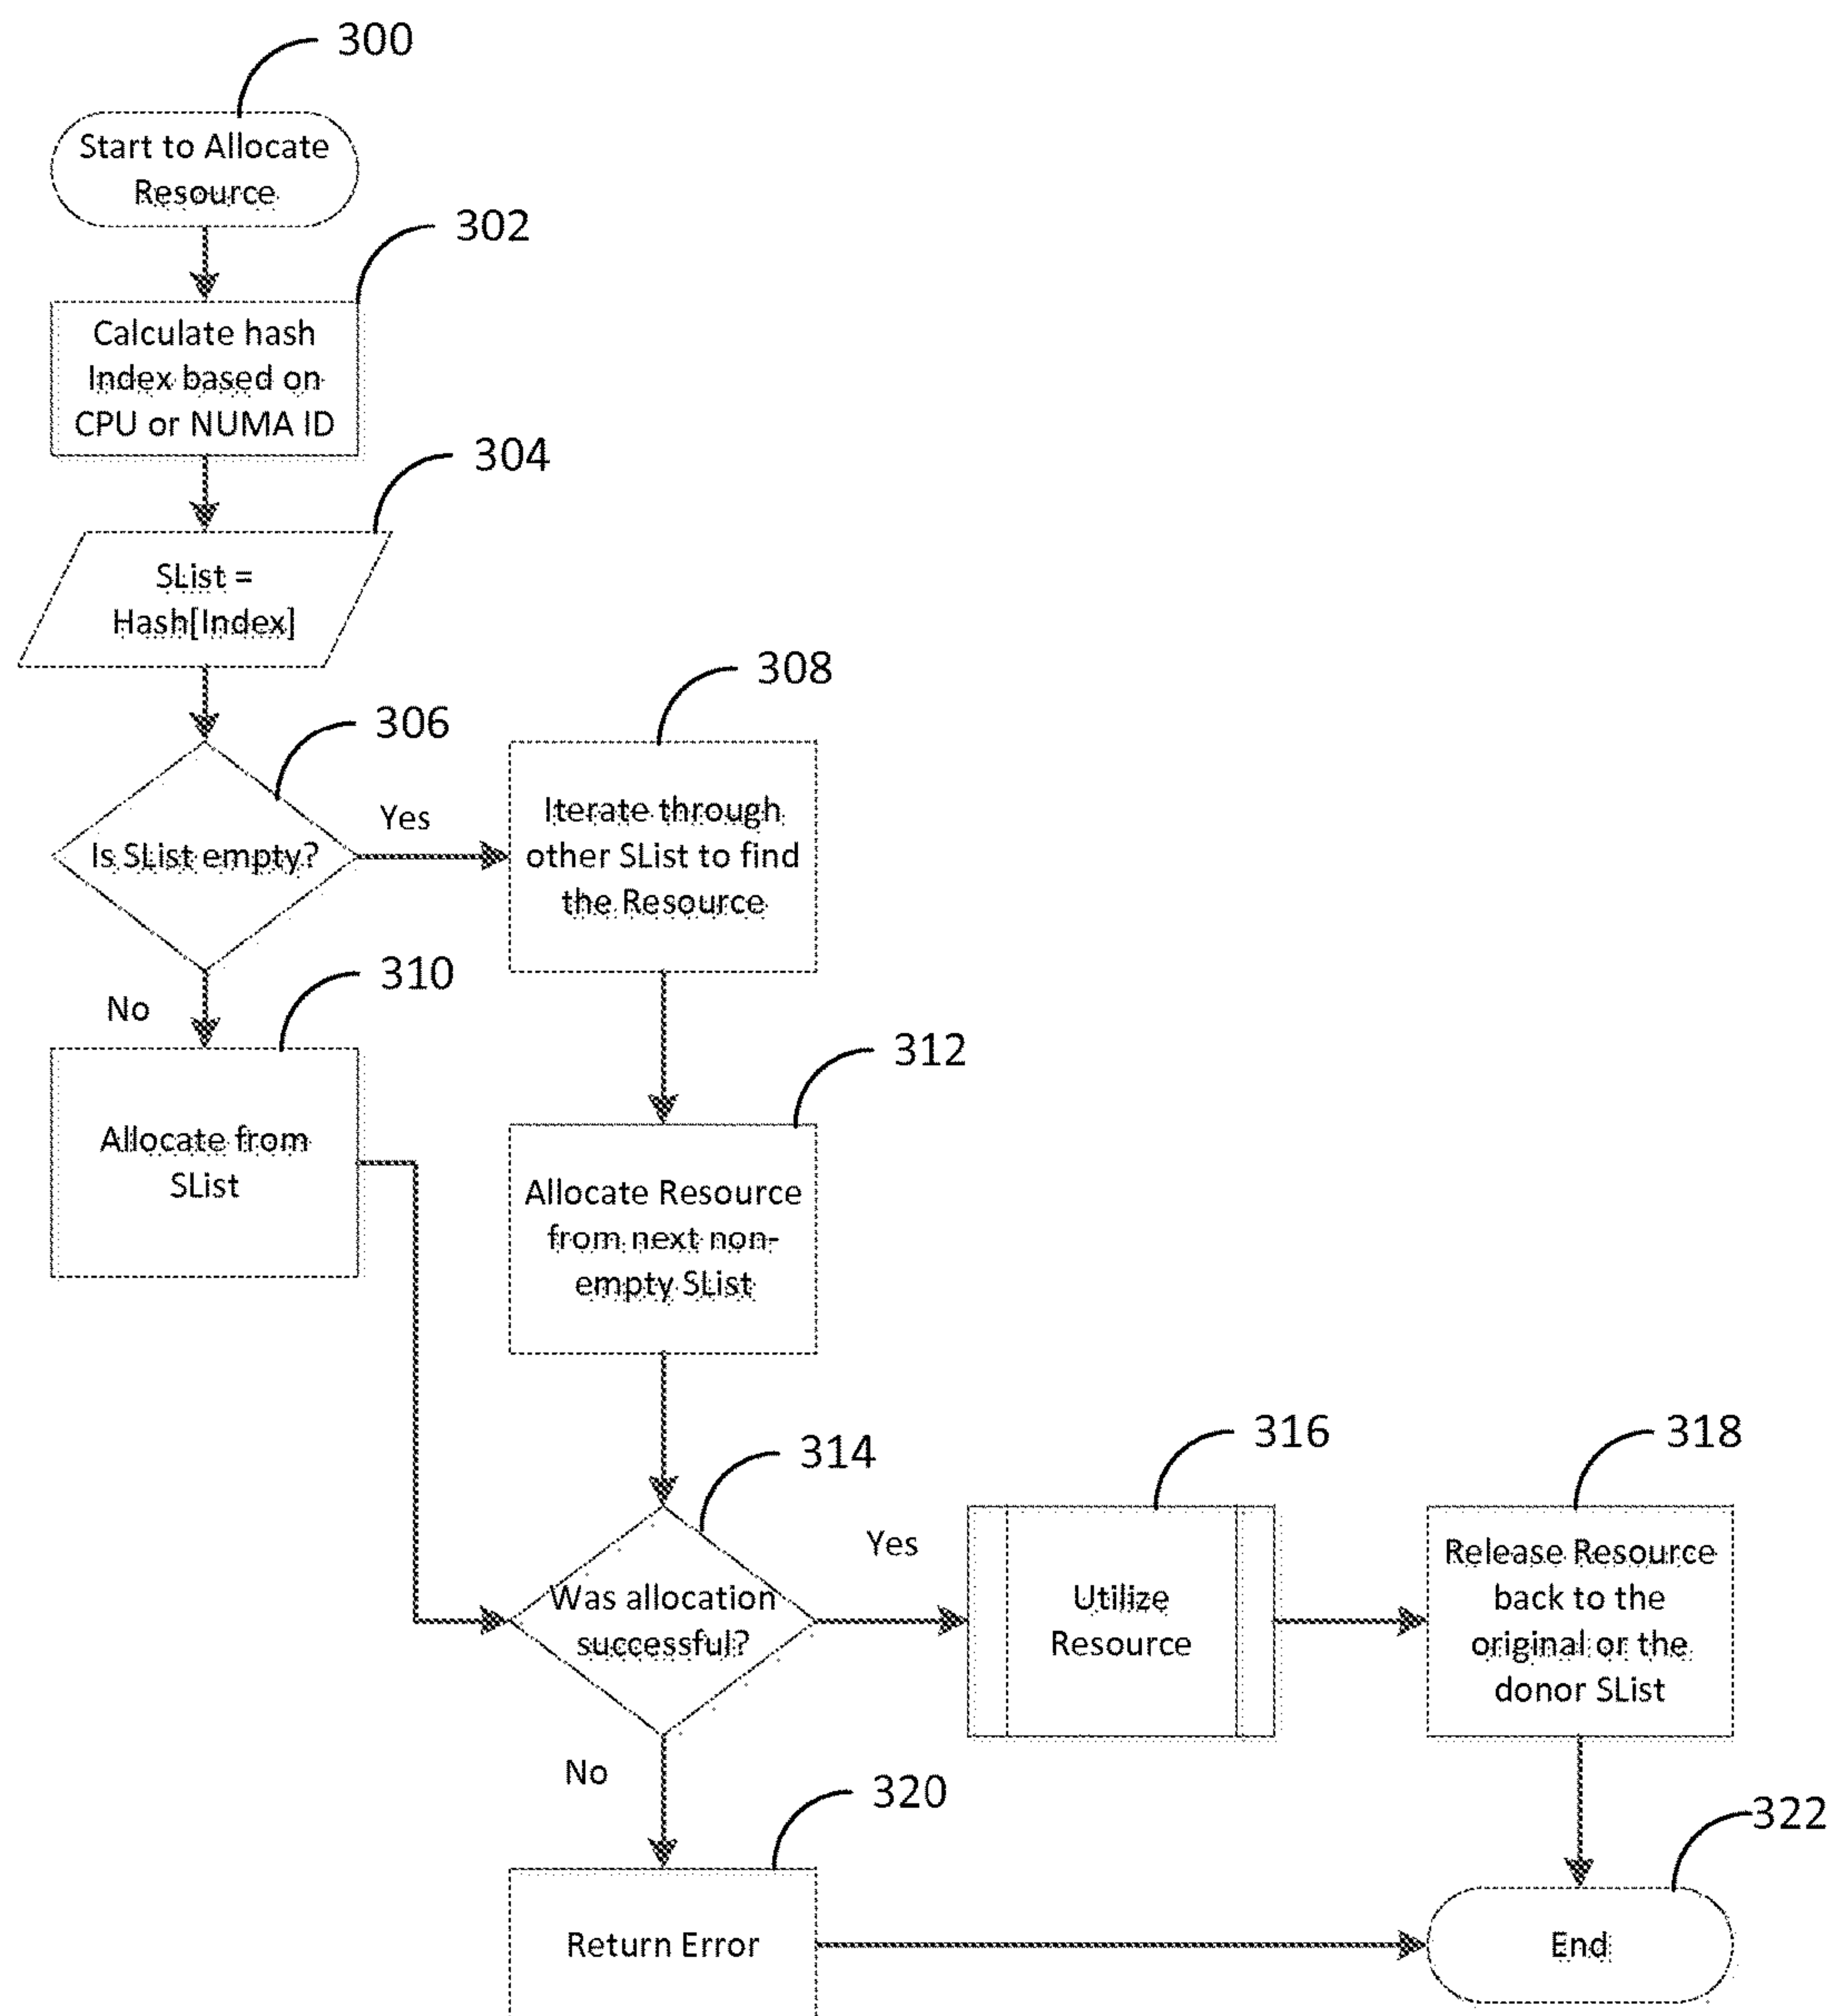 300
Start to Allocate
Resource
302
Calculate hash
Index based on
CPU or NUMA ID
304
SList =
Hash[Index]
306
Is SList empty?
Yes
308
Iterate through
other SList to find
the Resource
No
310
Allocate from
SList
312
Allocate Resource
from next non-
empty SList
314
Was allocation
successful?
Yes
316
Utilize
Resource
318
Release Resource
back to the
original or the
donor SList
No
320
Return Error
322
End